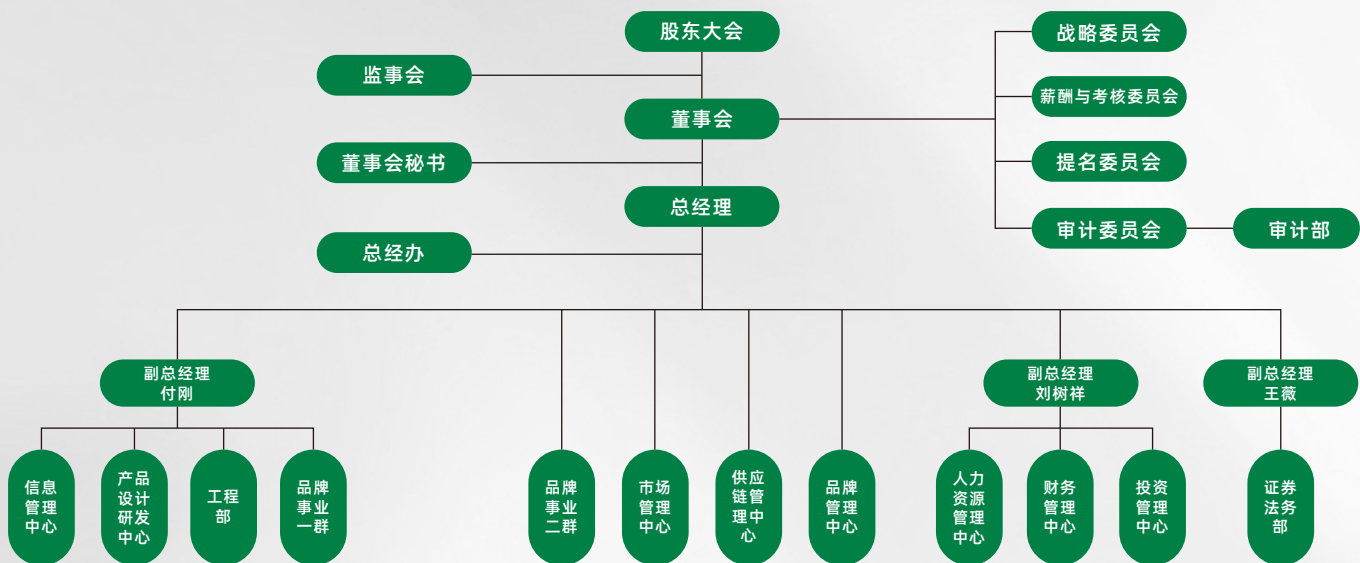 股东大会
监事会
董事会
董事会秘书
总经理
总经办
战略委员会
薪酬与考核委员会
提名委员会
审计委员会
审计部
副总经理
付刚
副总经理
刘树祥
副总经理
王薇
信息
管理
中心
产品
设计
研发
中心
工程
部
品牌
事业
一群
品牌
事业
二群
市场
管理
中心
供应
链管
理中
心
品牌
管理
中心
人力
资源
管理
中心
财务
管理
中心
投资
管理
中心
证券
法务
部